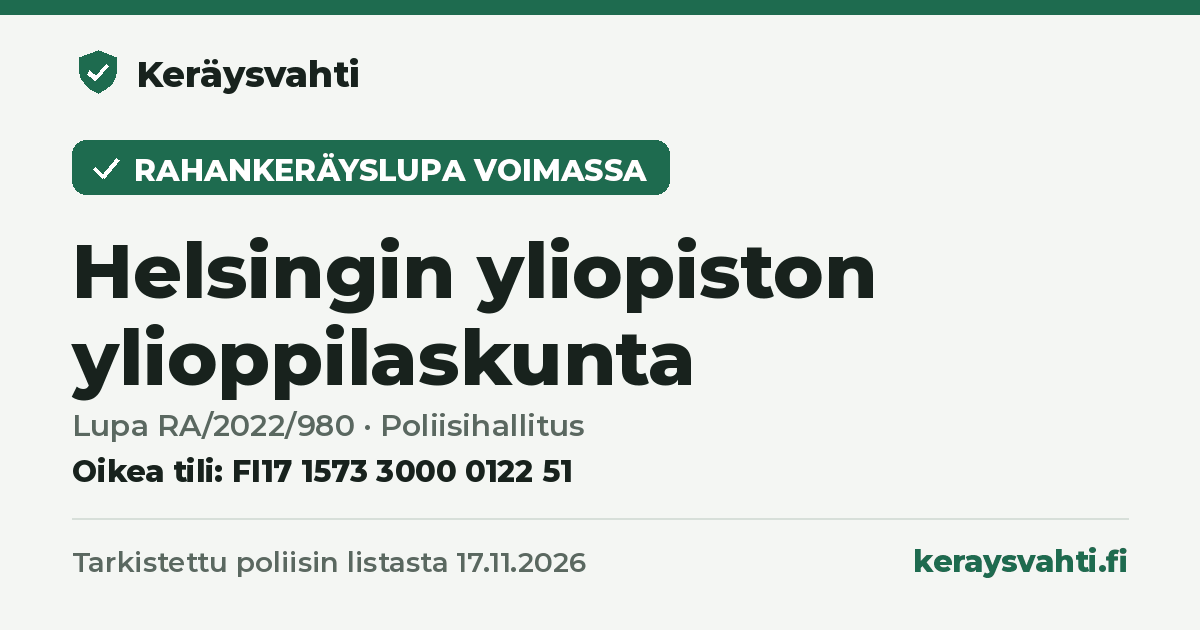 Keräysvahti
RAHANKERÄYSLUPA VOIMASSA
Helsingin yliopiston
ylioppilaskunta
Lupa RA/2022/980 · Poliisihallitus
Oikea tili: FI17 1573 3000 0122 51
Tarkistettu poliisin listasta 17.11.2026
keraysvahti.fi